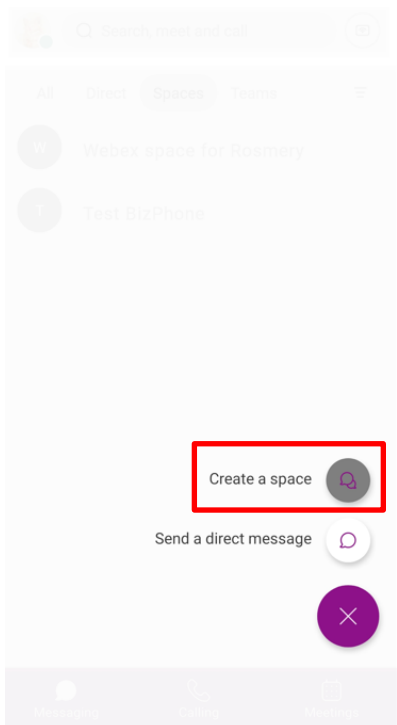 Search, meet and call
All Direct Spaces Teams
W Webex space for Rosmery
T Test BizPhone
Create a space
Send a direct message
Messaging Calling Meetings